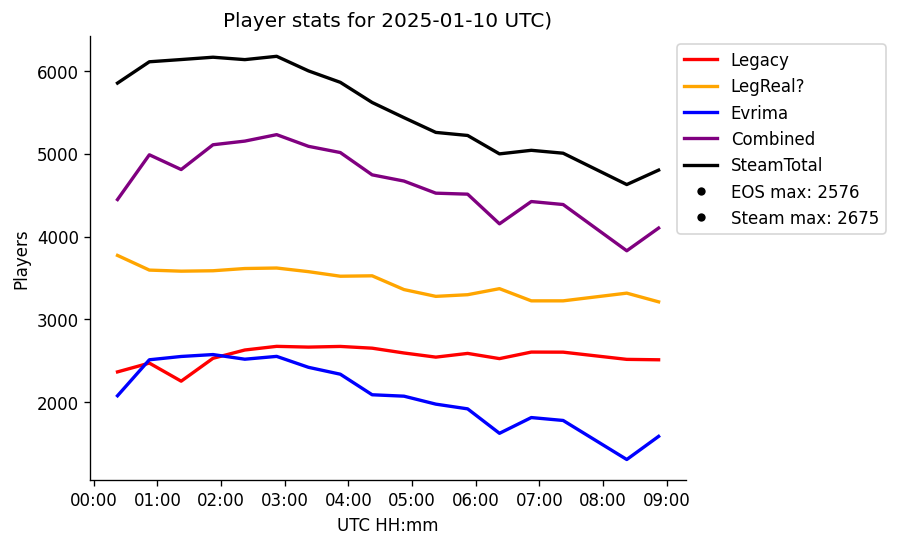 Player stats for 2025-01-10 UTC)
Legacy
LegReal?
Evrima
Combined
SteamTotal
EOS max: 2576
Steam max: 2675
Players
6000
5000
4000
3000
2000
00:00 01:00 02:00 03:00 04:00 05:00 06:00 07:00 08:00 09:00
UTC HH:mm